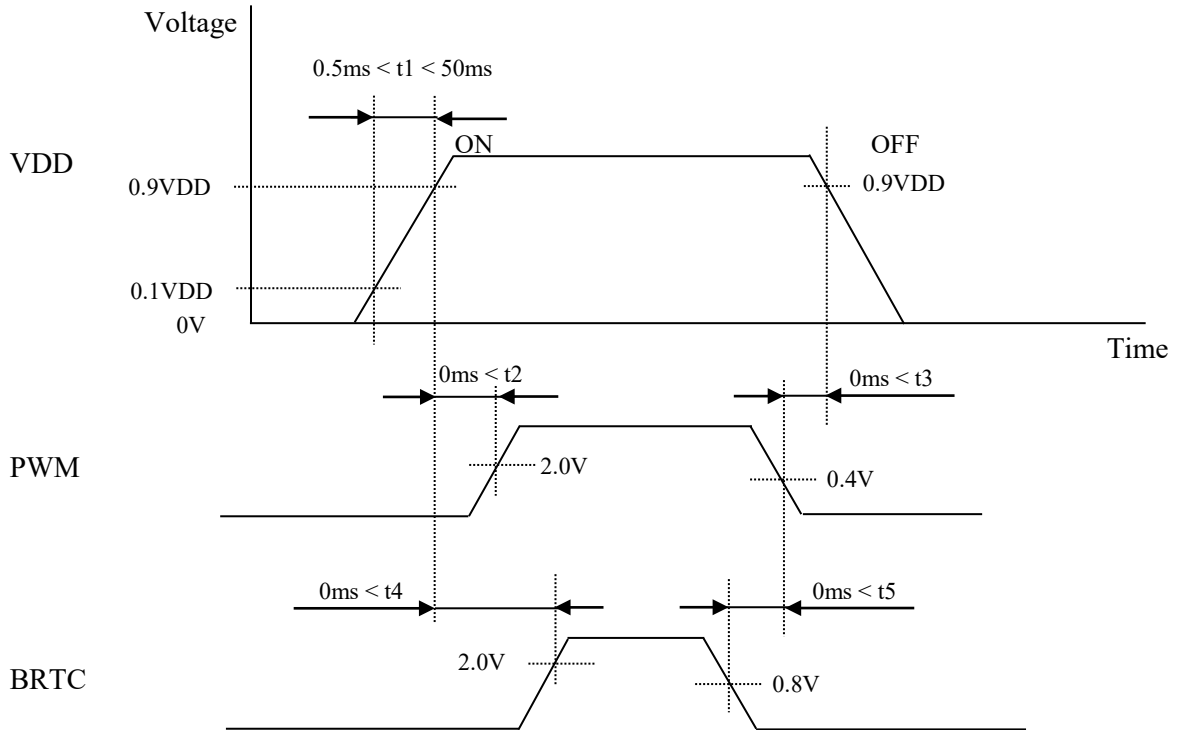 Voltage
0.5ms < t1 < 50ms
ON
OFF
VDD
0.9VDD
0.9VDD
0.1VDD
0V
Time
0ms < t2
0ms < t3
PWM
2.0V
0.4V
0ms < t4
0ms < t5
2.0V
BRTC
0.8V